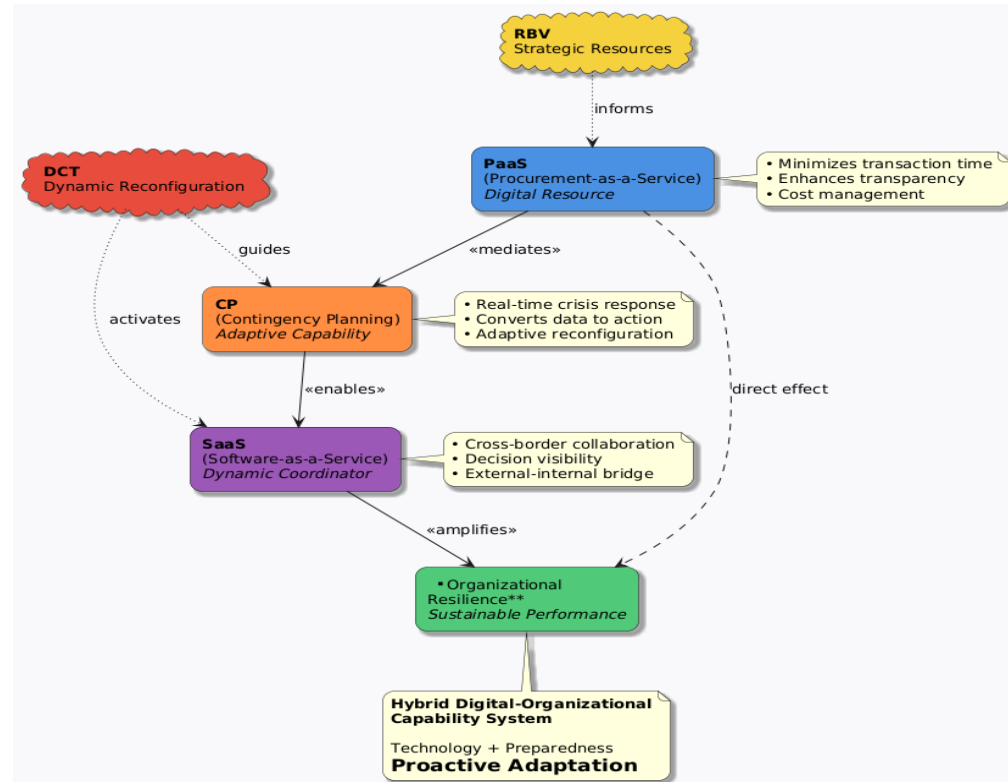 RBV
Strategic Resources
informs
DCT
Dynamic Reconfiguration
PaaS
(Procurement-as-a-Service)
Digital Resource
• Minimizes transaction time
• Enhances transparency
• Cost management
guides
«mediates»
activates
CP
(Contingency Planning)
Adaptive Capability
• Real-time crisis response
• Converts data to action
• Adaptive reconfiguration
«enables»
direct effect
SaaS
(Software-as-a-Service)
Dynamic Coordinator
• Cross-border collaboration
• Decision visibility
• External-internal bridge
«amplifies»
▪Organizational
Resilience**
Sustainable Performance
Hybrid Digital-Organizational
Capability System
Technology + Preparedness
Proactive Adaptation